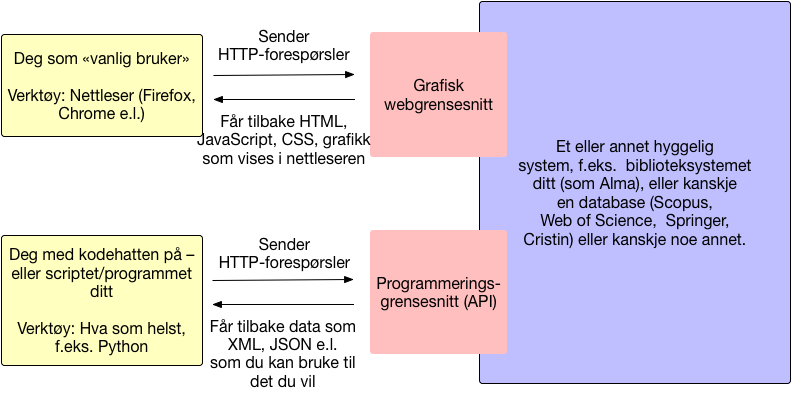 Deg som «vanlig bruker»
Verktøy: Nettleser (Firefox,
Chrome e.l.)
Sender
HTTP-forespørsler
Får tilbake HTML,
JavaScript, CSS, grafikk
som vises i nettleseren
Grafisk
webgrensesnitt
Et eller annet hyggelig
system, f.eks. biblioteksystemet
ditt (som Alma), eller kanskje
en database (Scopus,
Web of Science, Springer,
Cristin) eller kanskje noe annet.
Deg med kodehatten på –
eller scriptet/programmet
ditt
Verktøy: Hva som helst,
f.eks. Python
Sender
HTTP-forespørsler
Får tilbake data som
XML, JSON e.l.
som du kan bruke til
det du vil
Programmerings-
grensesnitt (API)